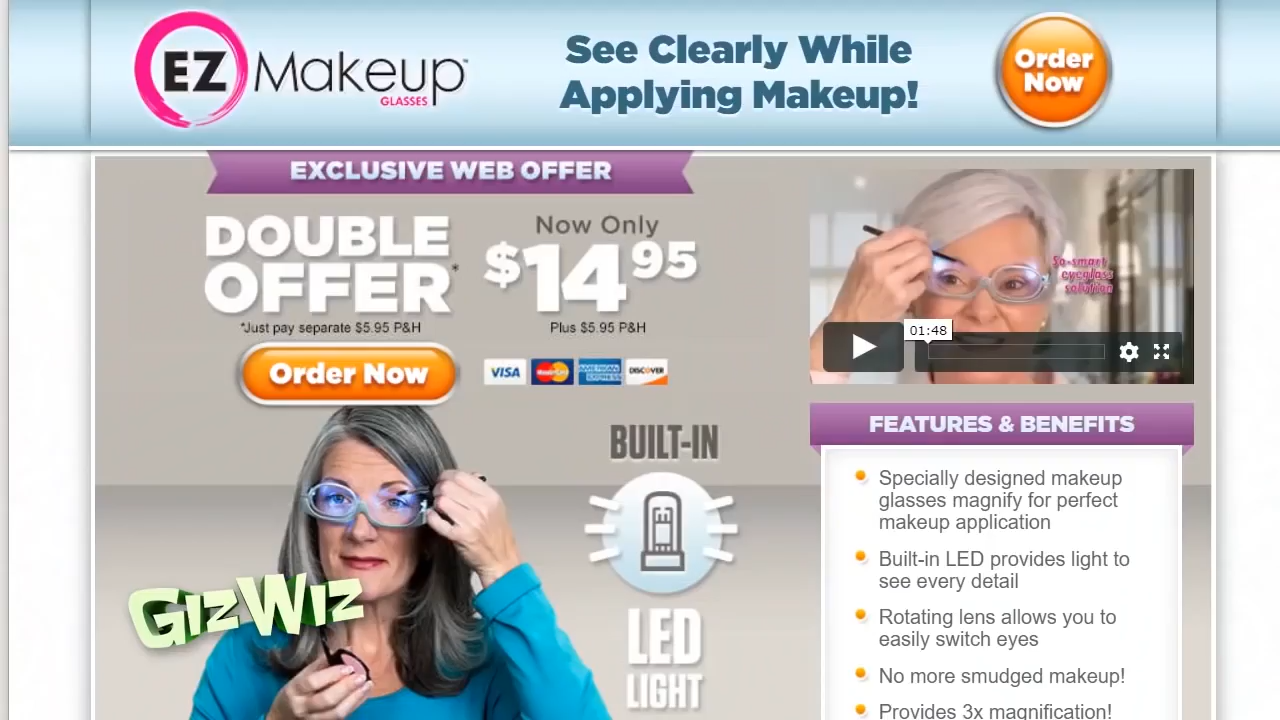 EZ Makeup™
GLASSES
See Clearly While
Applying Makeup!
Order
Now
EXCLUSIVE WEB OFFER
DOUBLE
OFFER*
*Just pay separate $5.95 P&H
Now Only
$14.95
Plus $5.95 P&H
Order Now
VISA
MasterCard
AMERICAN EXPRESS
DISCOVER
So-smart
eyeglass
solution
01:48
BUILT-IN
LED
LIGHT
GIZWIZ
FEATURES & BENEFITS
Specially designed makeup
glasses magnify for perfect
makeup application
Built-in LED provides light to
see every detail
Rotating lens allows you to
easily switch eyes
No more smudged makeup!
Provides 3x magnification!